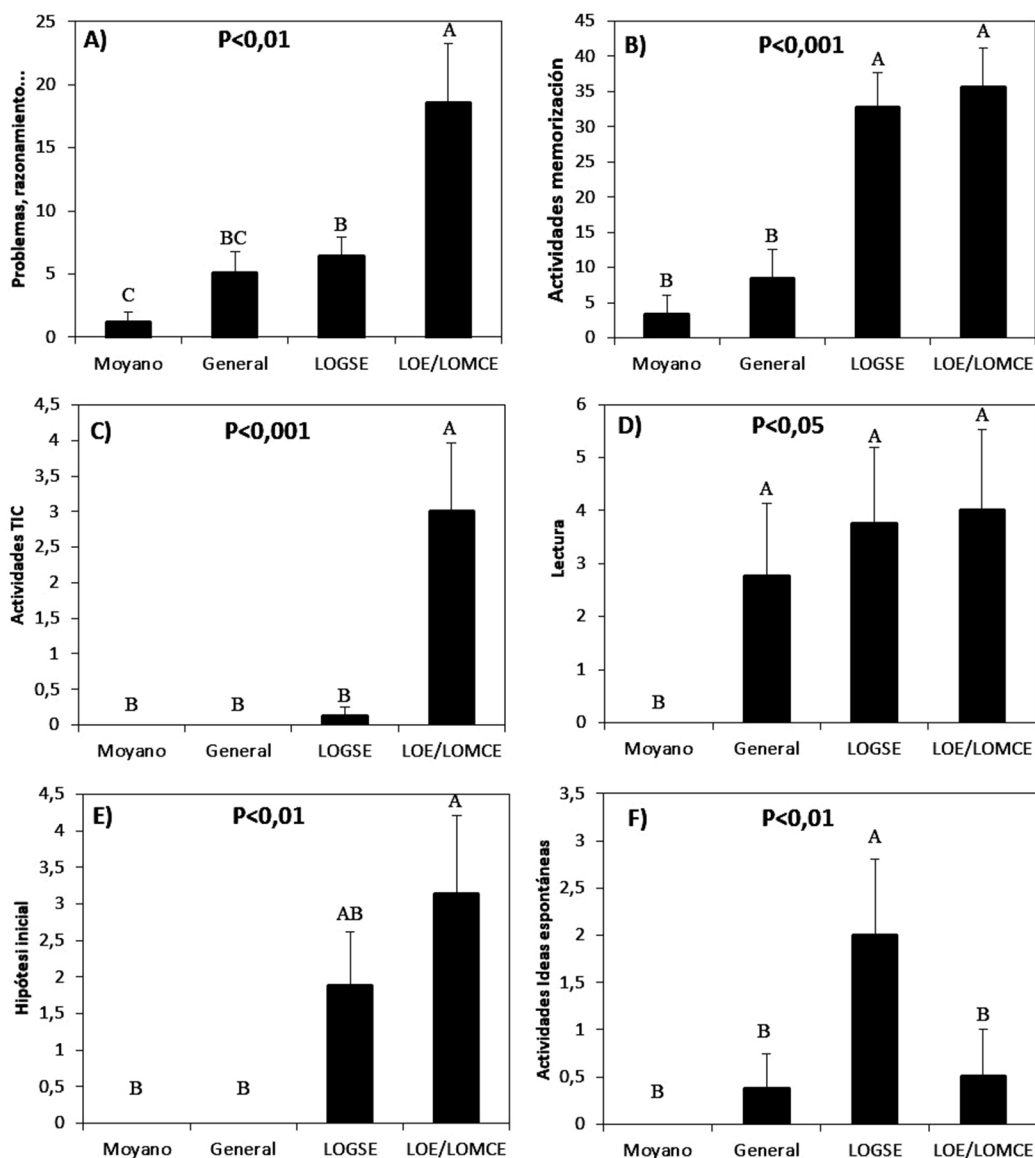 A)
P<0,01
Problemas, razonamiento...
25
20
15
10
5
0
C
BC
B
A
Moyano General LOGSE LOE/LOMCE
B)
P<0,001
Actividades memorización
45
40
35
30
25
20
15
10
5
0
B
B
A
A
Moyano General LOGSE LOE/LOMCE
C)
P<0,001
Actividades TIC
4,5
4
3,5
3
2,5
2
1,5
1
0,5
0
B
B
B
A
Moyano General LOGSE LOE/LOMCE
D)
P<0,05
Lectura
6
5
4
3
2
1
0
B
A
A
A
Moyano General LOGSE LOE/LOMCE
E)
P<0,01
Hipótesi inicial
4,5
4
3,5
3
2,5
2
1,5
1
0,5
0
B
B
AB
A
Moyano General LOGSE LOE/LOMCE
F)
P<0,01
Actividades Ideas espontáneas
3,5
3
2,5
2
1,5
1
0,5
0
B
B
A
B
Moyano General LOGSE LOE/LOMCE